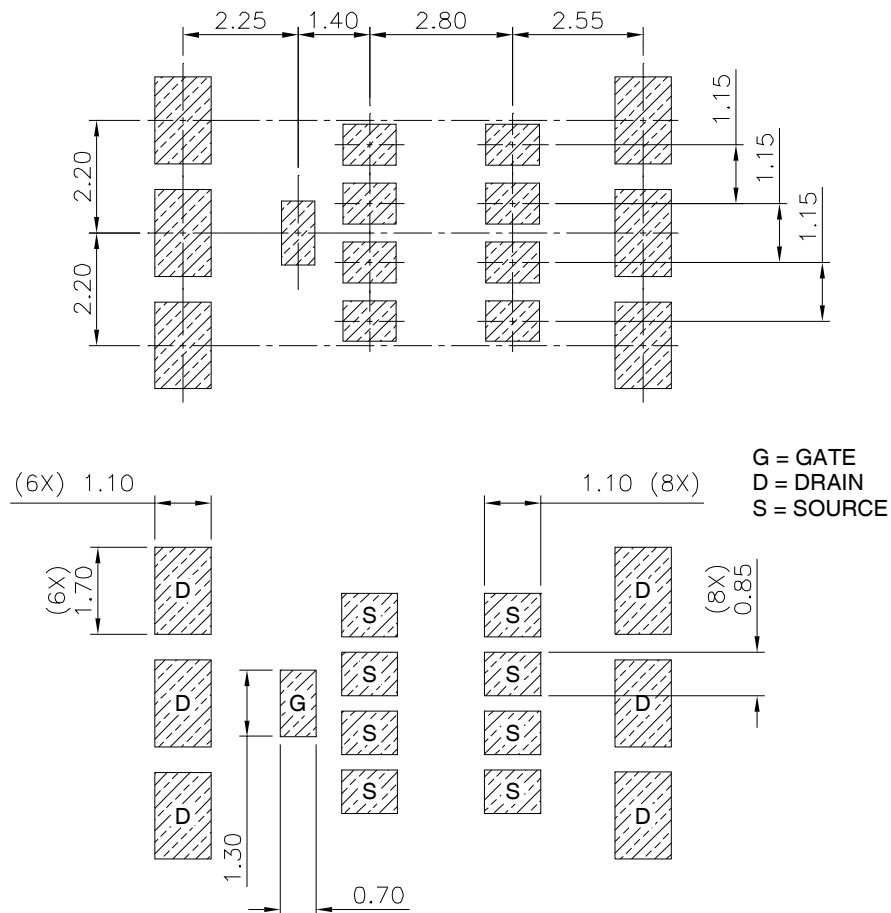 2.25 1.40 2.80 2.55
1.15
1.15
1.15
2.20
2.20
G = GATE
D = DRAIN
S = SOURCE
(6X) 1.10
1.10 (8X)
(6X)
1.70
(8X)
0.85
D
D
S
S
S
S
D
G
D
S
S
D
S
S
D
1.30
0.70